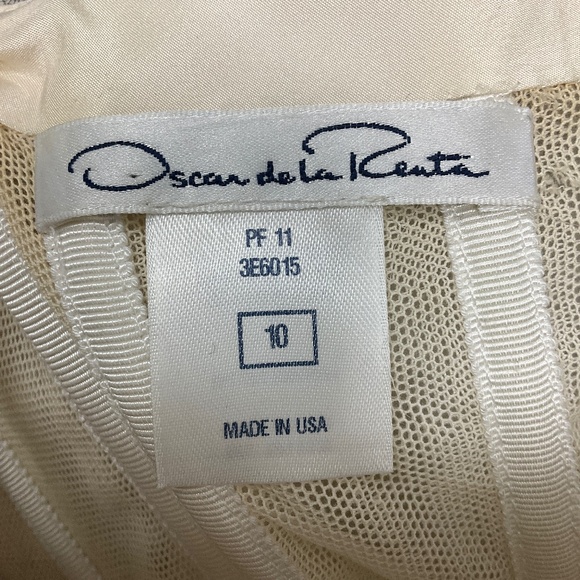 Oscar de la Renta
PF 11
3E6015
10
MADE IN USA